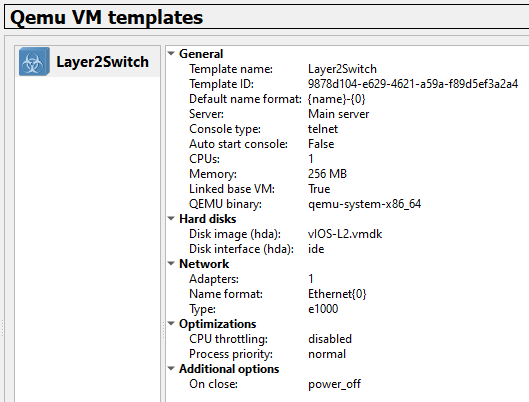 Qemu VM templates
Layer2Switch
General
Template name: Layer2Switch
Template ID: 9878d104-e629-4621-a59a-f89d5ef3a2a4
Default name format: {name}-{0}
Server: Main server
Console type: telnet
Auto start console: False
CPUs: 1
Memory: 256 MB
Linked base VM: True
QEMU binary: qemu-system-x86_64
Hard disks
Disk image (hda): vIOS-L2.vmdk
Disk interface (hda): ide
Network
Adapters: 1
Name format: Ethernet{0}
Type: e1000
Optimizations
CPU throttling: disabled
Process priority: normal
Additional options
On close: power_off